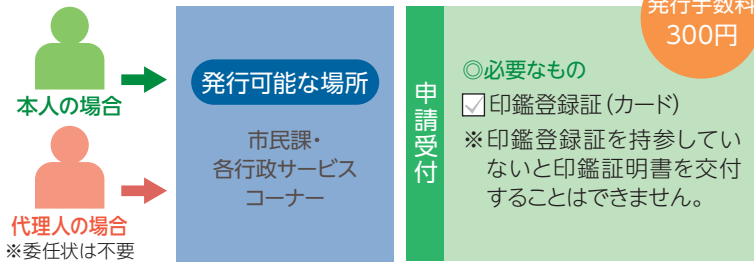 本人の場合
代理人の場合
※委任状は不要
発行可能な場所
市民課・
各行政サービス
コーナー
申請受付
発行手数料
300円
◎必要なもの
☑印鑑登録証(カード)
※印鑑登録証を持参してい
ないと印鑑証明書を交付
することはできません。